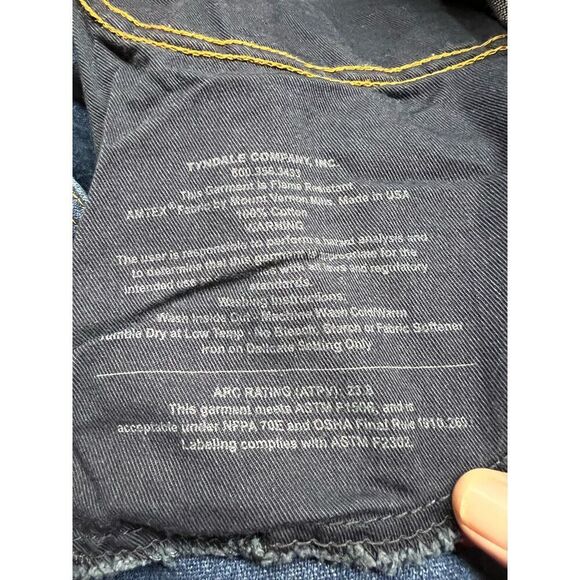 TYNDALE COMPANY, INC.
800.356.3433
This Garment is Flame Resistant
AMTEX® Fabric by Mount Vernon Mills. Made in USA
100% Cotton
WARNING
The user is responsible to perform a hazard analysis and
to determine that this garment is appropriate for the
intended with all laws and regulatory
standards.
Washing Instructions:
Wash Inside Out - Machine Wash Cold/Warm
Tumble Dry at Low Temp - No Bleach, Starch or Fabric Softener
Iron on Delicate Setting Only
ARC RATING (ATPV):
This garment meets ASTM F1506, and is
acceptable under NFPA 70E and OSHA Final Rule 1910.269.
Labeling complies with ASTM F2302.